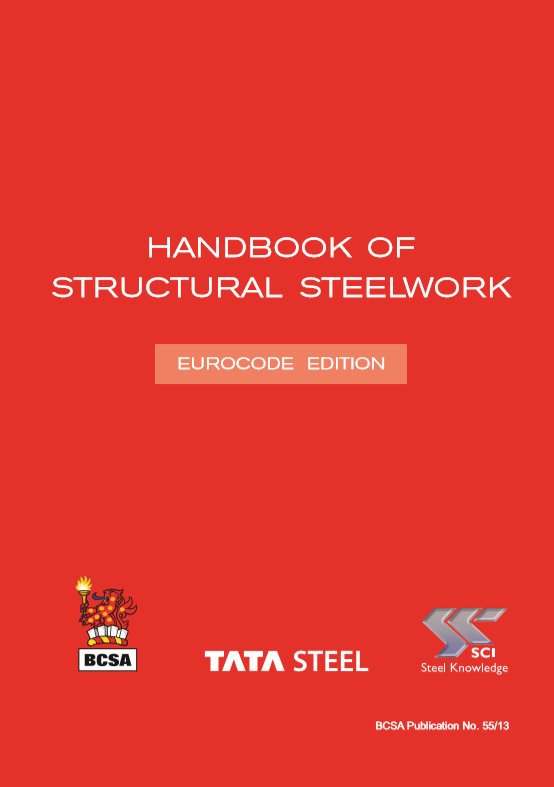 HANDBOOK OF
STRUCTURAL STEELWORK
EUROCODE EDITION
BCSA
TATA STEEL
SCI
Steel Knowledge
BCSA Publication No. 55/13